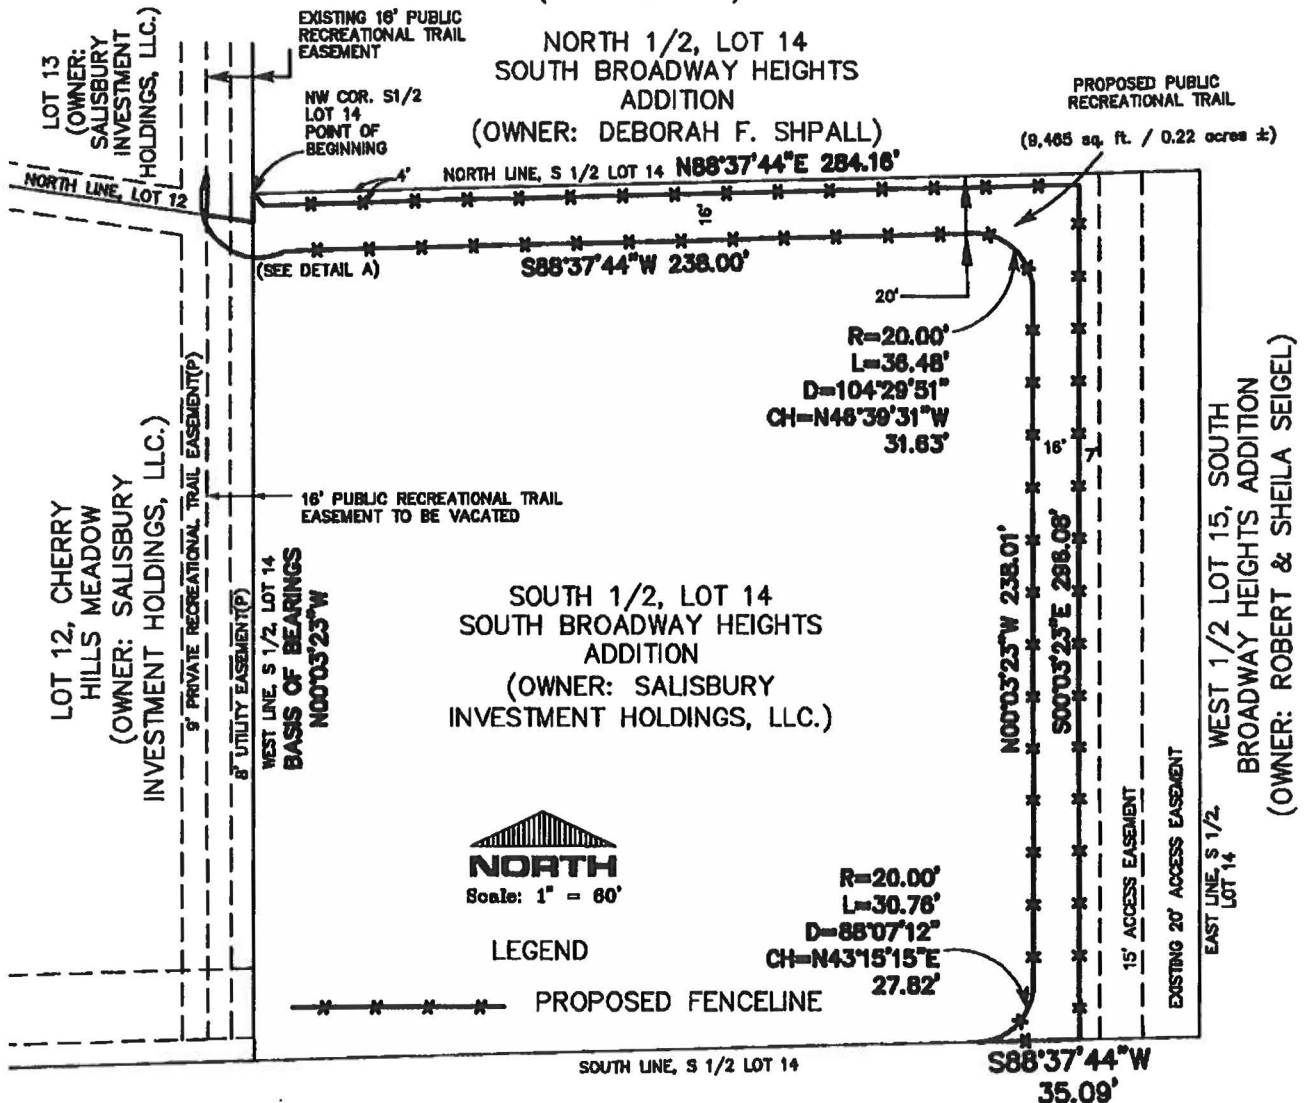 EXISTING 16' PUBLIC
RECREATIONAL TRAIL
EASEMENT
LOT 13
(OWNER:
SALISBURY
INVESTMENT
HOLDINGS, LLC.)
NORTH 1/2, LOT 14
SOUTH BROADWAY HEIGHTS
ADDITION
(OWNER: DEBORAH F. SHPALL)
PROPOSED PUBLIC
RECREATIONAL TRAIL
(9,465 sq. ft. / 0.22 acres ±)
NW COR. S1/2
LOT 14
POINT OF
BEGINNING
NORTH LINE, LOT 12
4'
NORTH LINE, S 1/2 LOT 14
N88°37'44"E 284.16'
16'
(SEE DETAIL A)
S88°37'44"W 238.00'
20'
R=20.00'
L=36.48'
D=104°29'51"
CH=N46°39'31"W
31.63'
16'
7'
LOT 12, CHERRY
HILLS MEADOW
(OWNER: SALISBURY
INVESTMENT HOLDINGS, LLC.)
9' PRIVATE RECREATIONAL TRAIL EASEMENT(P)
8' UTILITY EASEMENT(P)
16' PUBLIC RECREATIONAL TRAIL
EASEMENT TO BE VACATED
WEST LINE, S 1/2, LOT 14
BASIS OF BEARINGS
N00°03'23"W
SOUTH 1/2, LOT 14
SOUTH BROADWAY HEIGHTS
ADDITION
(OWNER: SALISBURY
INVESTMENT HOLDINGS, LLC.)
N00°03'23"W 238.01'
S00°03'23"E 298.08'
15' ACCESS EASEMENT
EXISTING 20' ACCESS EASEMENT
EAST LINE, S 1/2,
LOT 14
WEST 1/2 LOT 15, SOUTH
BROADWAY HEIGHTS ADDITION
(OWNER: ROBERT & SHEILA SEIGEL)
NORTH
Scale: 1" = 60'
LEGEND
PROPOSED FENCELINE
R=20.00'
L=30.76'
D=88°07'12"
CH=N43°15'15"E
27.82'
SOUTH LINE, S 1/2 LOT 14
S88°37'44"W
35.09'